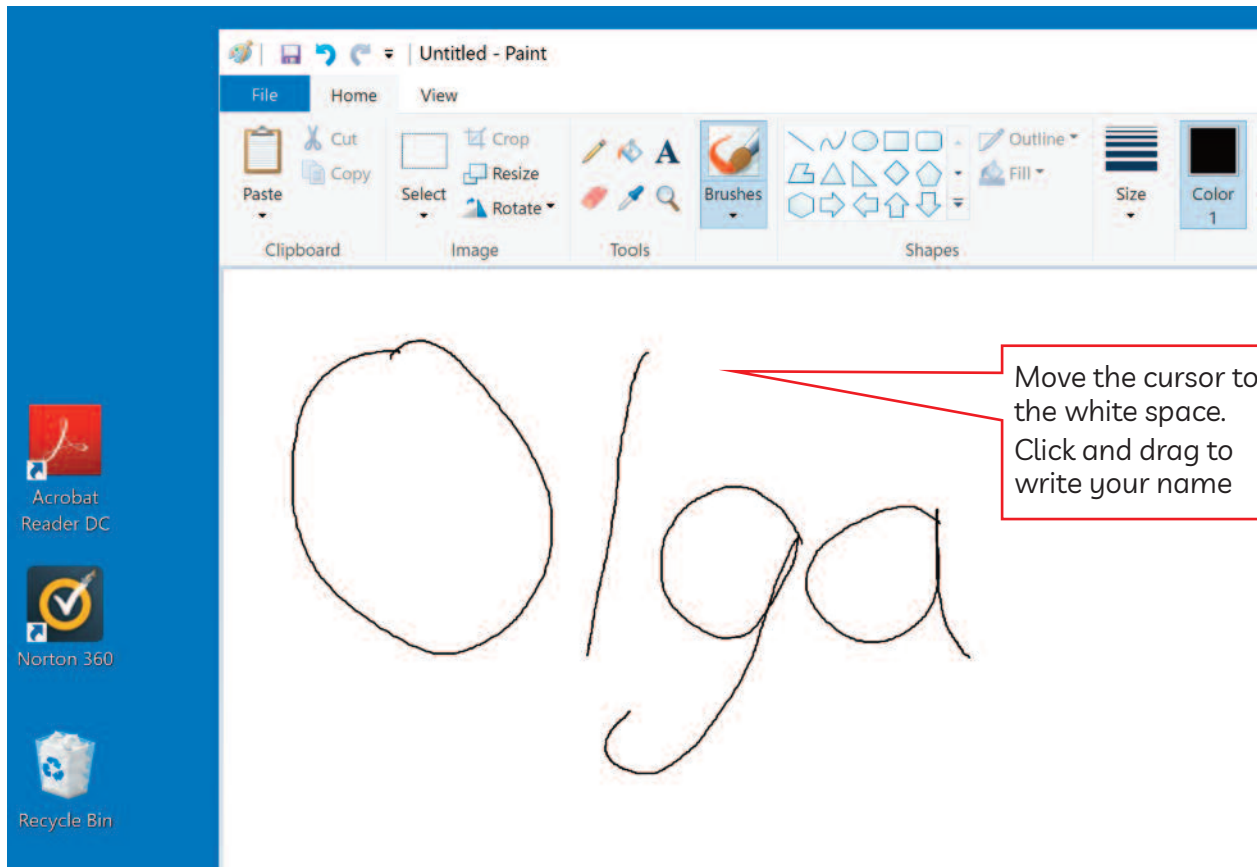 Untitled - Paint
File Home View
Cut
Crop
Outline
Copy
Resize
Fill
Paste
Select
Rotate
Brushes
Size
Color
1
Clipboard Image Tools Shapes
Olga
Move the cursor to
the white space.
Click and drag to
write your name
A
Acrobat
Reader DC
Norton 360
Recycle Bin